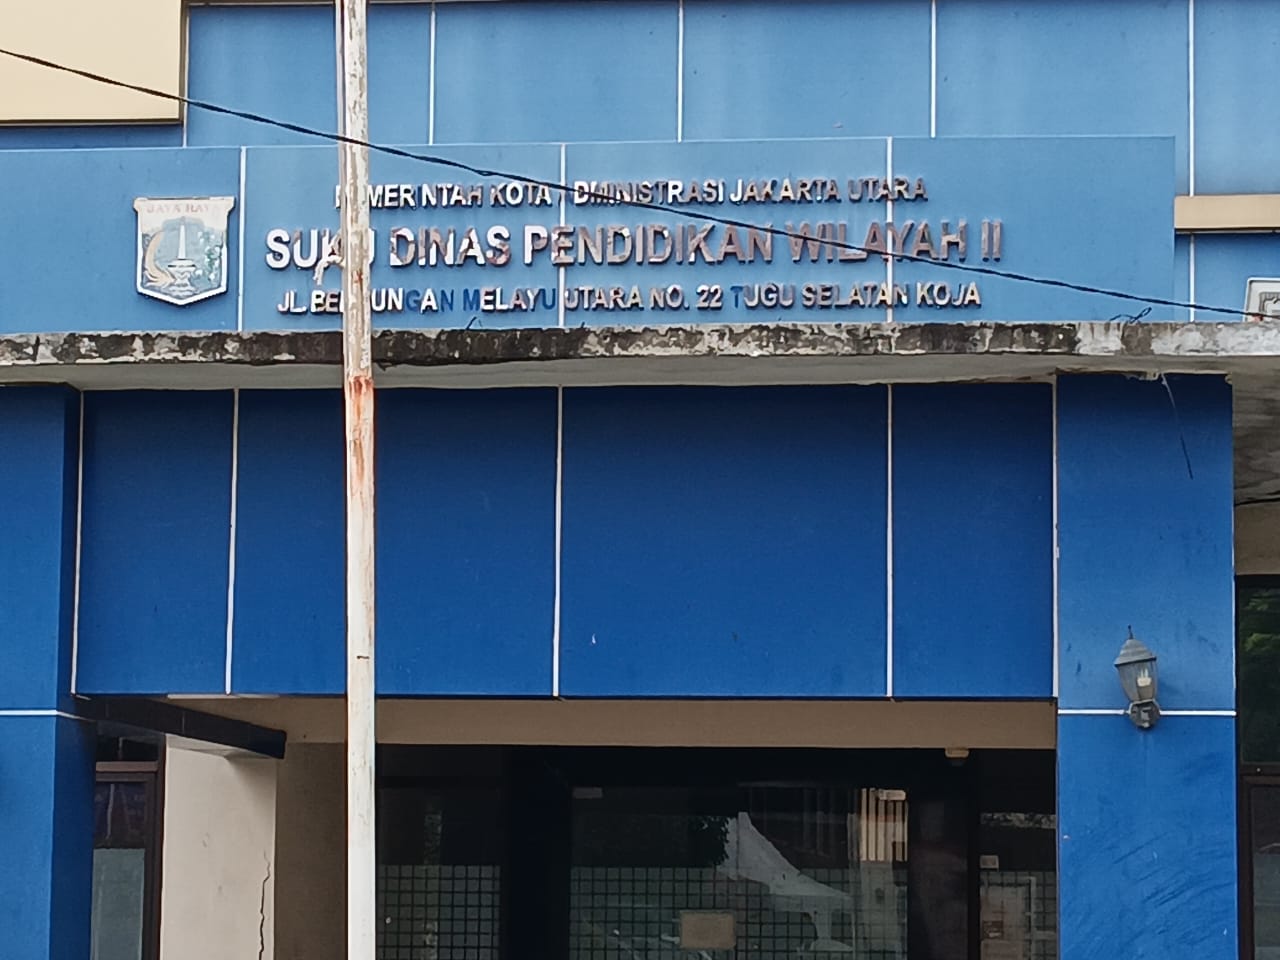 JAYA RAYA
PEMERINTAH KOTA ADMINISTRASI JAKARTA UTARA
SUKU DINAS PENDIDIKAN WILAYAH II
JL. BENDUNGAN MELAYU UTARA NO. 22 TUGU SELATAN KOJA